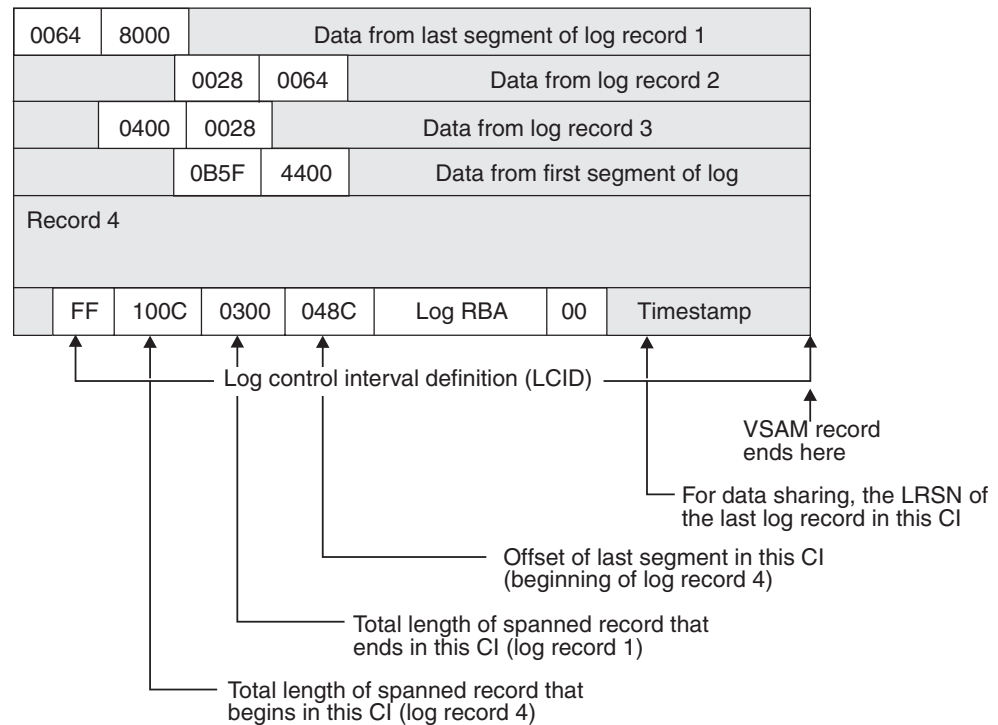 0064 8000 Data from last segment of log record 1
0028 0064 Data from log record 2
0400 0028 Data from log record 3
0B5F 4400 Data from first segment of log
Record 4
FF 100C 0300 048C Log RBA 00 Timestamp
Log control interval definition (LCID)
VSAM record
ends here
For data sharing, the LRSN of
the last log record in this CI
Offset of last segment in this CI
(beginning of log record 4)
Total length of spanned record that
ends in this CI (log record 1)
Total length of spanned record that
begins in this CI (log record 4)